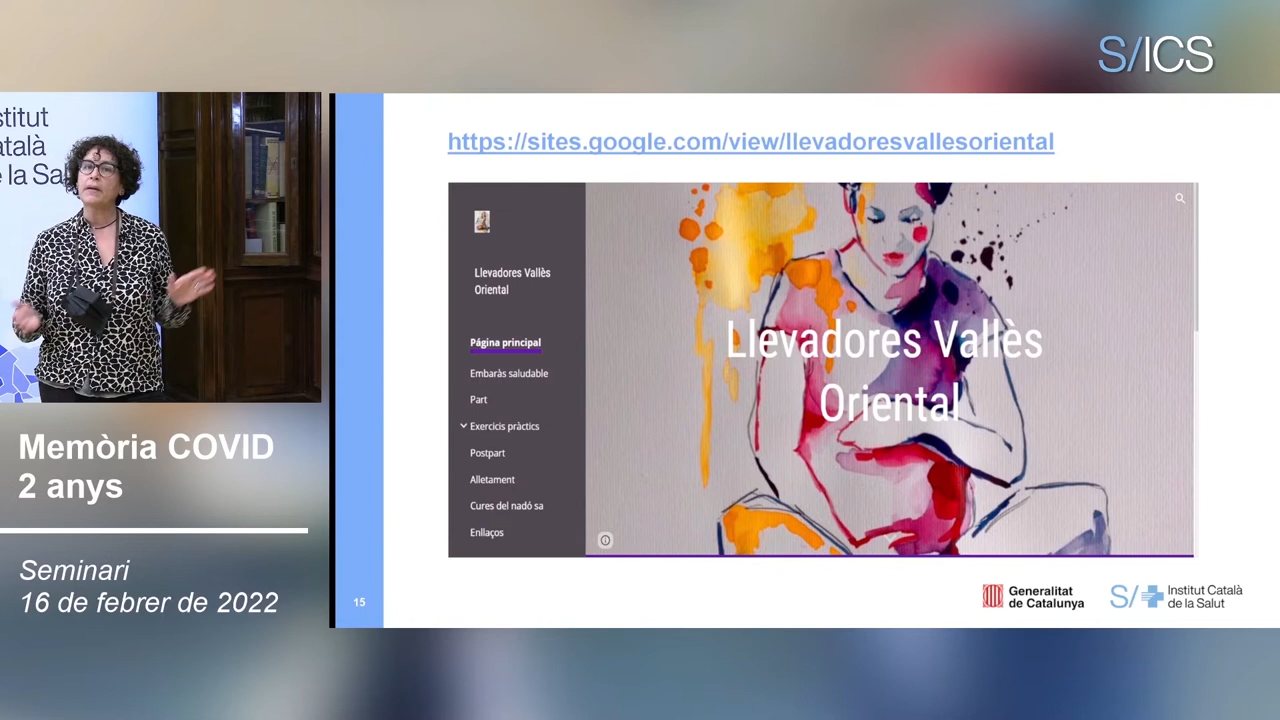 S/ICS
stitut
atalà
e la Sa
Memòria COVID
2 anys
Seminari
16 de febrer de 2022
https://sites.google.com/view/llevadoresvallesoriental
Llevadores Vallès
Oriental
Página principal
Embaràs saludable
Part
Exercicis pràctics
Postpart
Alletament
Cures del nadó sa
Enllaços
Llevadores Vallès
Oriental
15
Generalitat
de Catalunya
S/
Institut Català
de la Salut